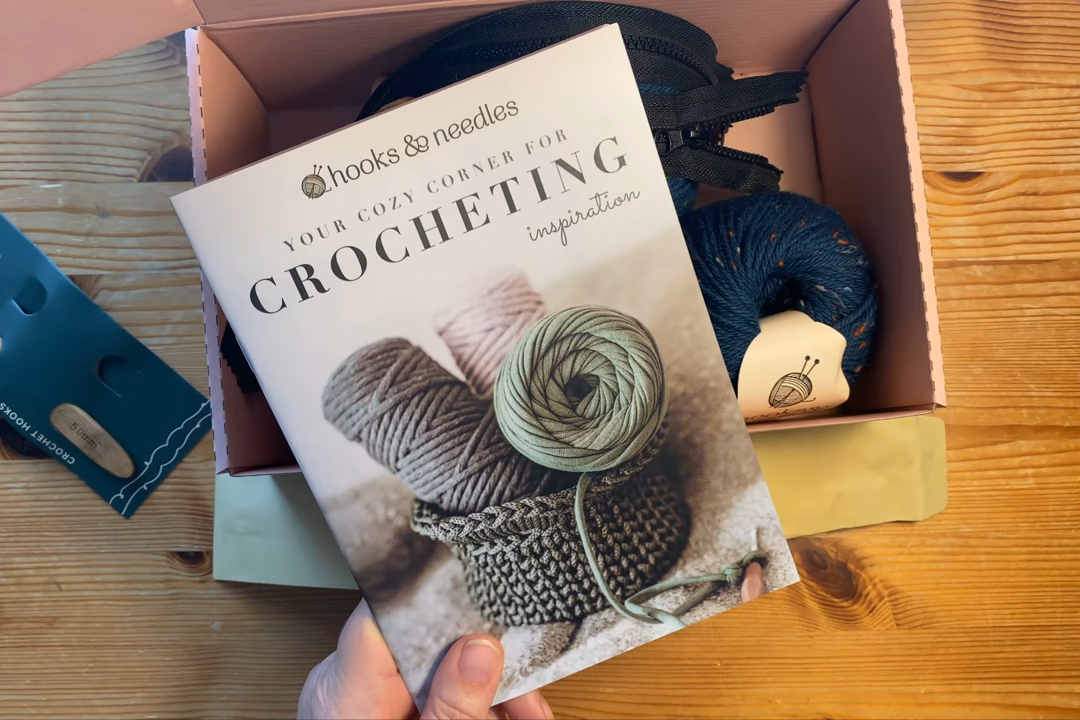 hooks & needles
YOUR COZY CORNER FOR
CROCHETING
inspiration
5.0mm
CROCHET HOOKS